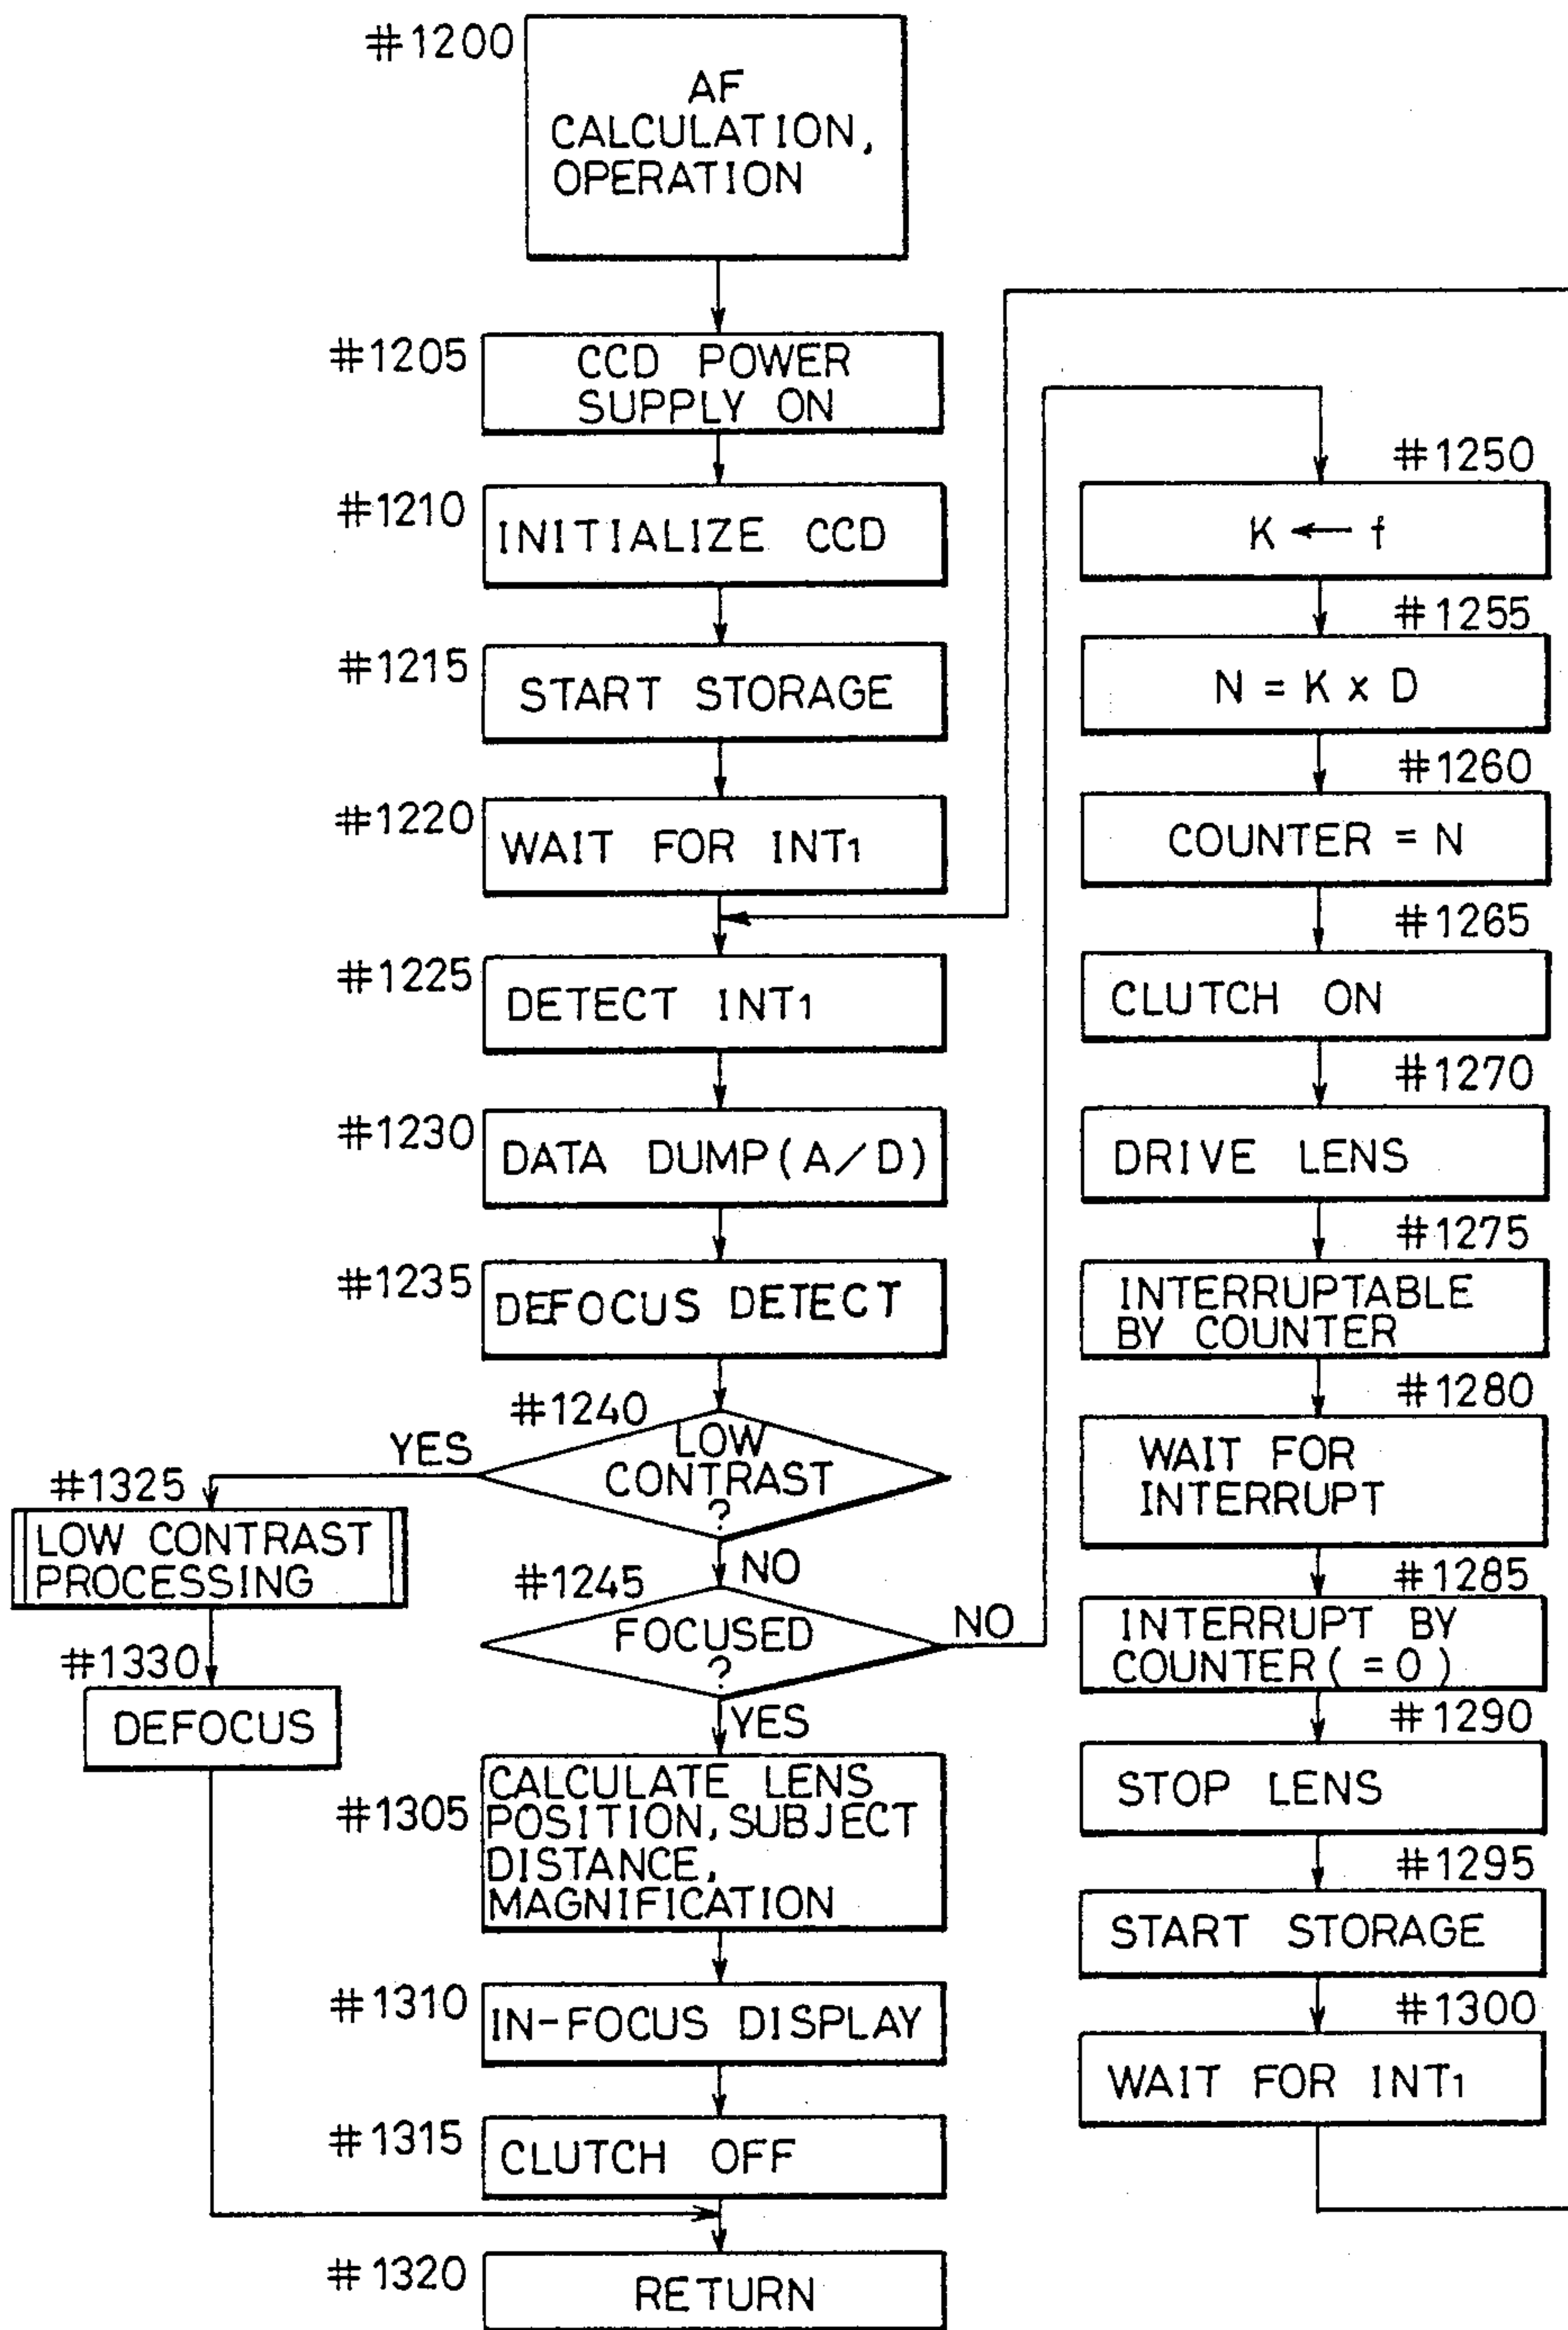 #1200
AF
CALCULATION,
OPERATION
#1205
CCD POWER
SUPPLY ON
#1210
INITIALIZE CCD
#1215
START STORAGE
#1220
WAIT FOR INT1
#1225
DETECT INT1
#1230
DATA DUMP(A/D)
#1235
DEFOCUS DETECT
#1240
LOW
CONTRAST
?
YES
NO
#1325
LOW CONTRAST
PROCESSING
#1330
DEFOCUS
#1245
FOCUSED
?
NO
YES
#1305
CALCULATE LENS
POSITION, SUBJECT
DISTANCE,
MAGNIFICATION
#1310
IN-FOCUS DISPLAY
#1315
CLUTCH OFF
#1320
RETURN
#1250
K ← f
#1255
N = K x D
#1260
COUNTER = N
#1265
CLUTCH ON
#1270
DRIVE LENS
#1275
INTERRUPTABLE
BY COUNTER
#1280
WAIT FOR
INTERRUPT
#1285
INTERRUPT BY
COUNTER(=0)
#1290
STOP LENS
#1295
START STORAGE
#1300
WAIT FOR INT1